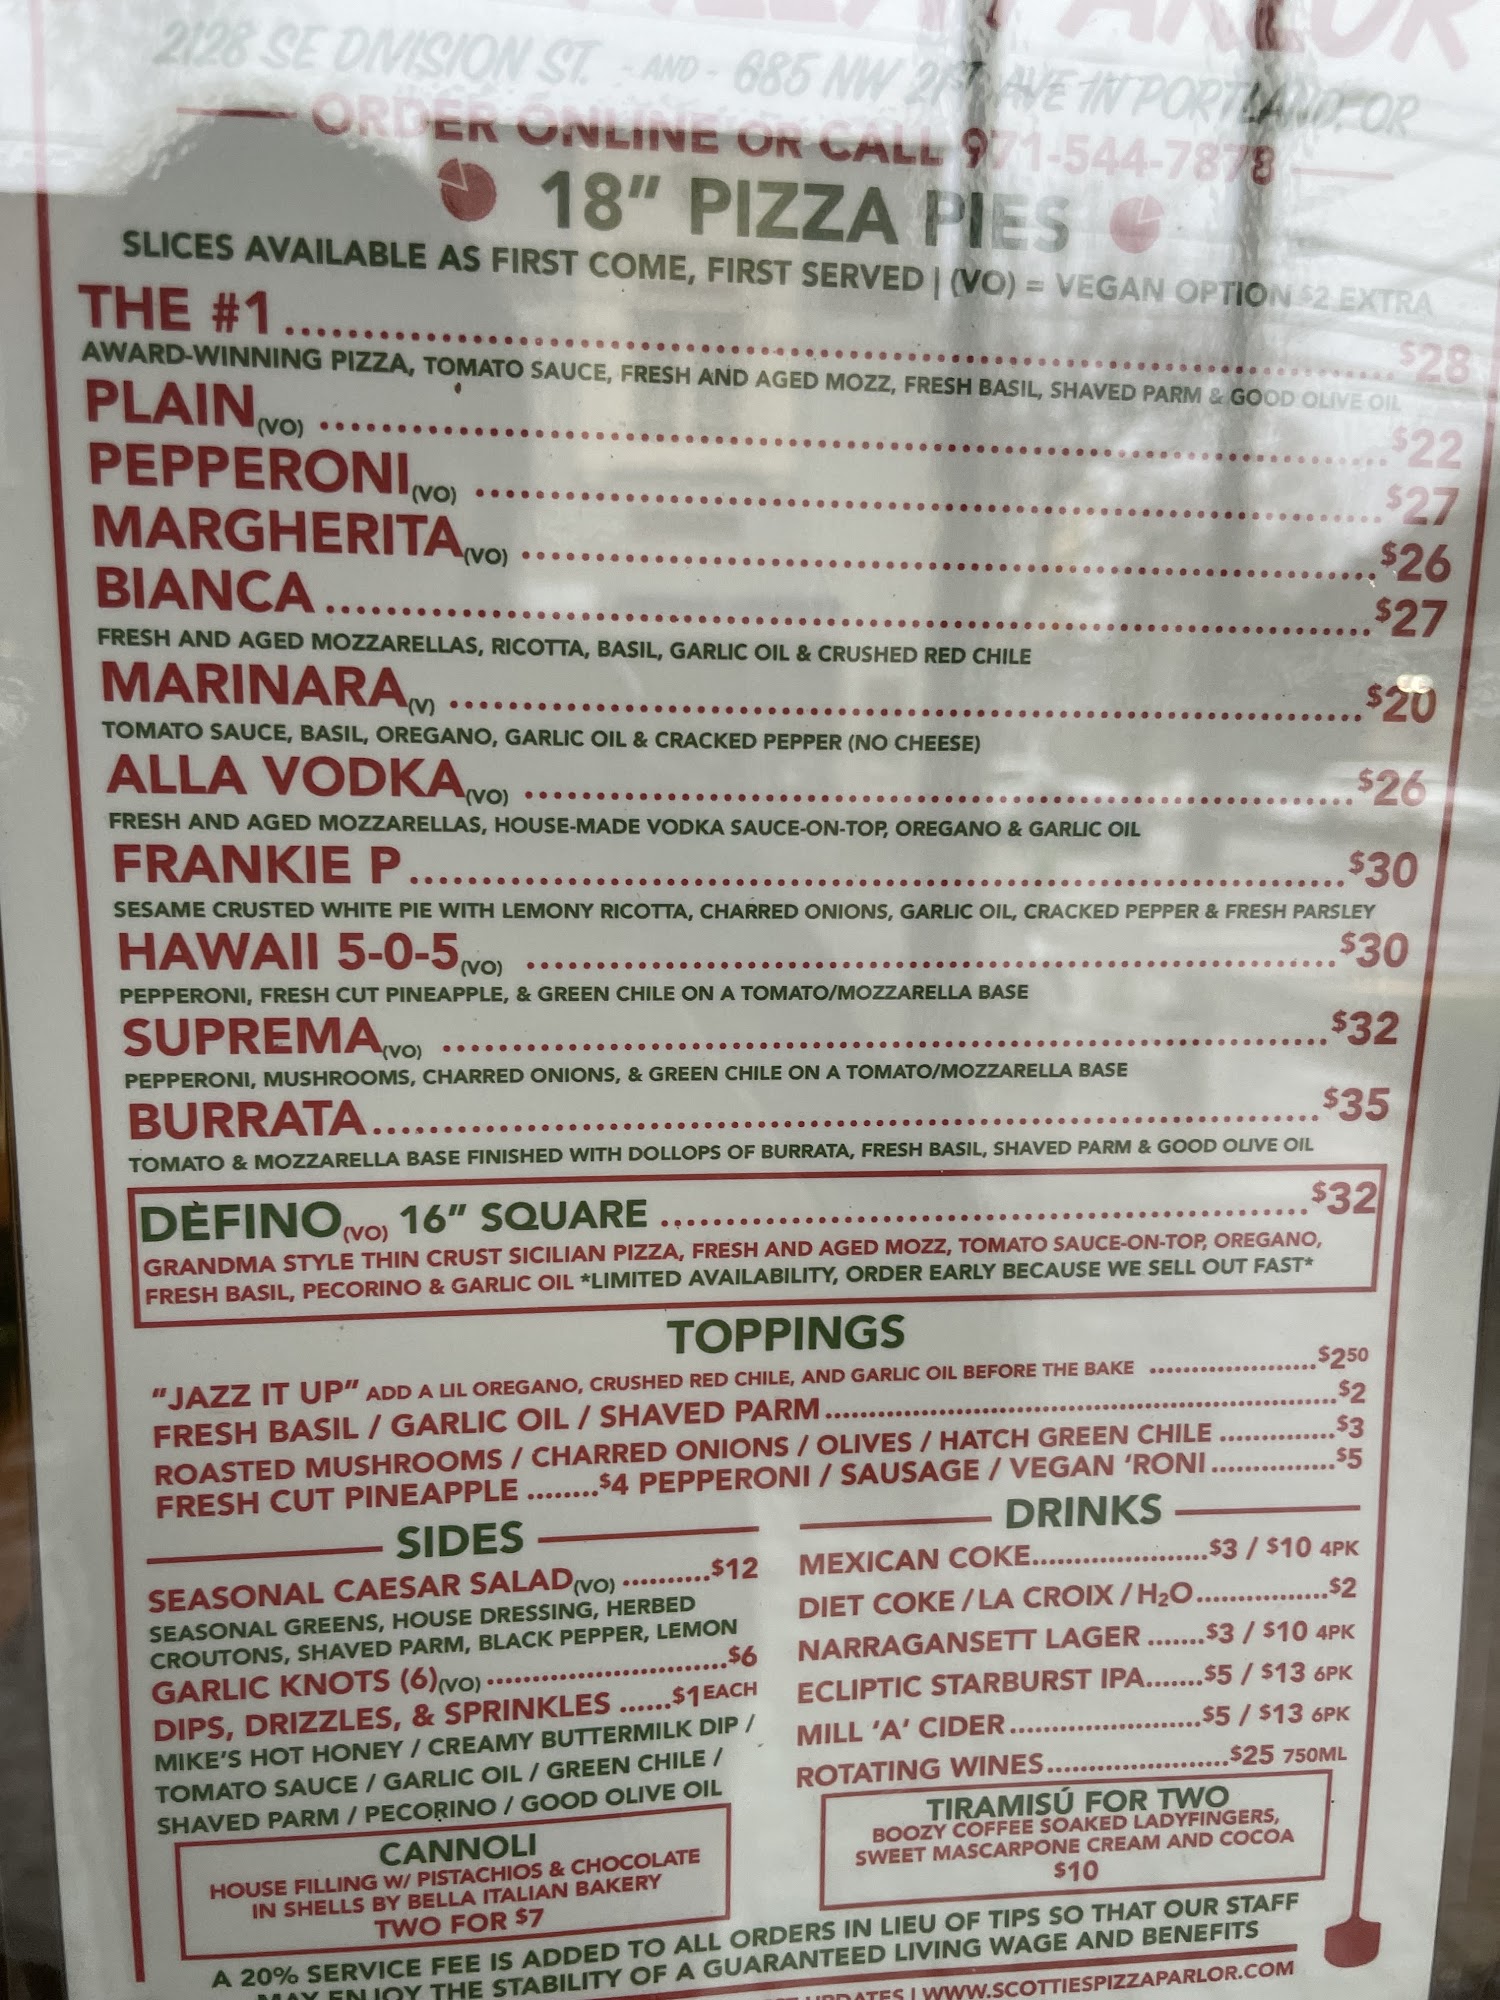 PIZZA PARLOR
2128 SE DIVISION ST. - AND - 685 NW 21ST AVE IN PORTLAND, OR
ORDER ONLINE OR CALL 971-544-7878
18" PIZZA PIES
SLICES AVAILABLE AS FIRST COME, FIRST SERVED | (VO) = VEGAN OPTION $2 EXTRA
THE #1 $28
AWARD-WINNING PIZZA, TOMATO SAUCE, FRESH AND AGED MOZZ, FRESH BASIL, SHAVED PARM & GOOD OLIVE OIL
PLAIN (VO) $22
PEPPERONI (VO) $27
MARGHERITA (VO) $26
BIANCA $27
FRESH AND AGED MOZZARELLAS, RICOTTA, BASIL, GARLIC OIL & CRUSHED RED CHILE
MARINARA (V) $20
TOMATO SAUCE, BASIL, OREGANO, GARLIC OIL & CRACKED PEPPER (NO CHEESE)
ALLA VODKA (VO) $26
FRESH AND AGED MOZZARELLAS, HOUSE-MADE VODKA SAUCE-ON-TOP, OREGANO & GARLIC OIL
FRANKIE P $30
SESAME CRUSTED WHITE PIE WITH LEMONY RICOTTA, CHARRED ONIONS, GARLIC OIL, CRACKED PEPPER & FRESH PARSLEY
HAWAII 5-0-5 (VO) $30
PEPPERONI, FRESH CUT PINEAPPLE, & GREEN CHILE ON A TOMATO/MOZZARELLA BASE
SUPREMA (VO) $32
PEPPERONI, MUSHROOMS, CHARRED ONIONS, & GREEN CHILE ON A TOMATO/MOZZARELLA BASE
BURRATA $35
TOMATO & MOZZARELLA BASE FINISHED WITH DOLLOPS OF BURRATA, FRESH BASIL, SHAVED PARM & GOOD OLIVE OIL
DÈFINO (VO) 16" SQUARE $32
GRANDMA STYLE THIN CRUST SICILIAN PIZZA, FRESH AND AGED MOZZ, TOMATO SAUCE-ON-TOP, OREGANO,
FRESH BASIL, PECORINO & GARLIC OIL *LIMITED AVAILABILITY, ORDER EARLY BECAUSE WE SELL OUT FAST*
TOPPINGS
"JAZZ IT UP" ADD A LIL OREGANO, CRUSHED RED CHILE, AND GARLIC OIL BEFORE THE BAKE $2 50
FRESH BASIL / GARLIC OIL / SHAVED PARM $2
ROASTED MUSHROOMS / CHARRED ONIONS / OLIVES / HATCH GREEN CHILE $3
FRESH CUT PINEAPPLE $4 PEPPERONI / SAUSAGE / VEGAN 'RONI $5
SIDES
SEASONAL CAESAR SALAD (VO) $12
SEASONAL GREENS, HOUSE DRESSING, HERBED
CROUTONS, SHAVED PARM, BLACK PEPPER, LEMON
GARLIC KNOTS (6) (VO) $6
DIPS, DRIZZLES, & SPRINKLES $1 EACH
MIKE'S HOT HONEY / CREAMY BUTTERMILK DIP /
TOMATO SAUCE / GARLIC OIL / GREEN CHILE /
SHAVED PARM / PECORINO / GOOD OLIVE OIL
CANNOLI
HOUSE FILLING W/ PISTACHIOS & CHOCOLATE
IN SHELLS BY BELLA ITALIAN BAKERY
TWO FOR $7
DRINKS
MEXICAN COKE $3 / $10 4PK
DIET COKE / LA CROIX / H₂O $2
NARRAGANSETT LAGER $3 / $10 4PK
ECLIPTIC STARBURST IPA $5 / $13 6PK
MILL 'A' CIDER $5 / $13 6PK
ROTATING WINES $25 750ML
TIRAMISÚ FOR TWO
BOOZY COFFEE SOAKED LADYFINGERS,
SWEET MASCARPONE CREAM AND COCOA
$10
A 20% SERVICE FEE IS ADDED TO ALL ORDERS IN LIEU OF TIPS SO THAT OUR STAFF
MAY ENJOY THE STABILITY OF A GUARANTEED LIVING WAGE AND BENEFITS
UPDATES | WWW.SCOTTIESPIZZAPARLOR.COM